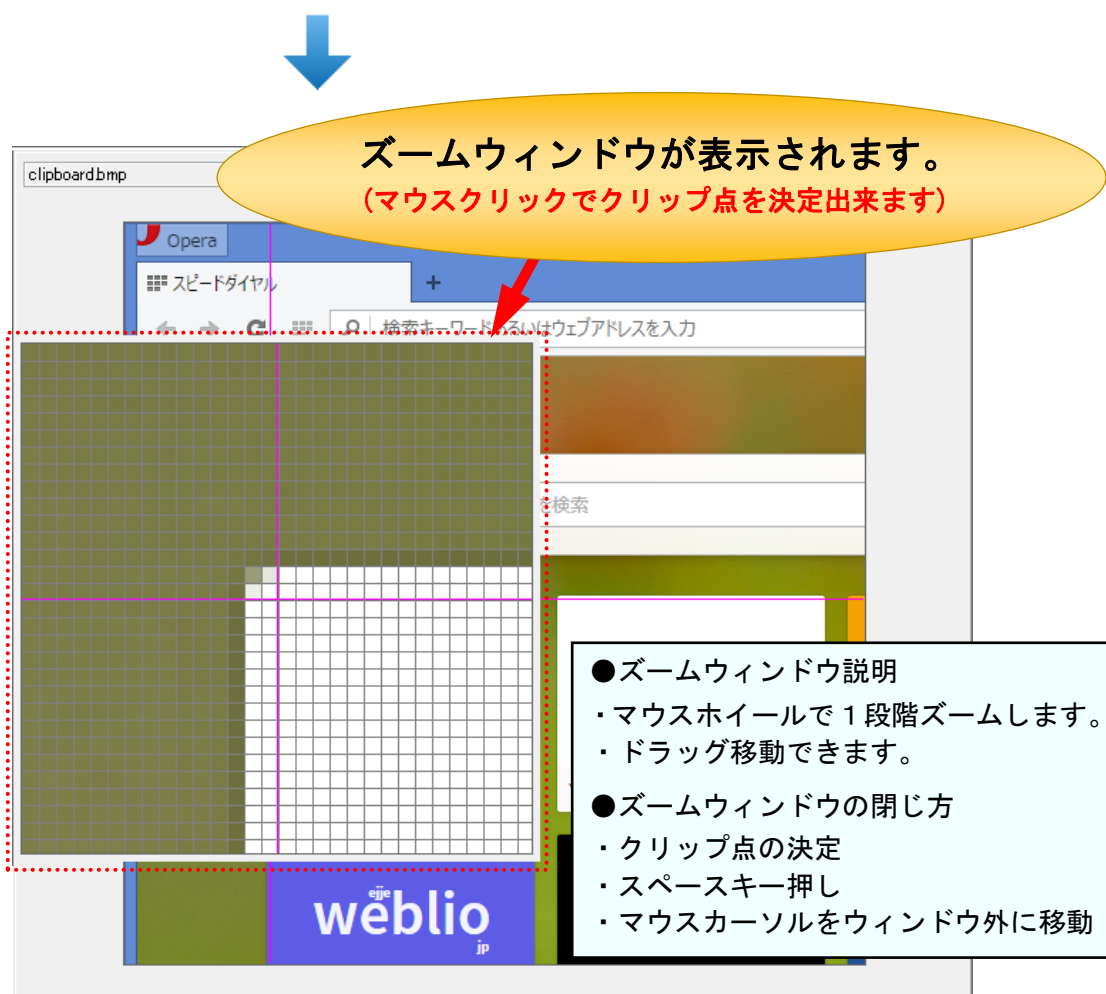 ズームウィンドウが表示されます。
(マウスクリックでクリップ点を決定出来ます)
clipboard.bmp
Opera
スピードダイヤル
+
検索キーワードあるいはウェブアドレスを入力
を検索
●ズームウィンドウ説明
・マウスホイールで1段階ズームします。
・ドラッグ移動できます。
●ズームウィンドウの閉じ方
・クリップ点の決定
・スペースキー押し
・マウスカーソルをウィンドウ外に移動
ejje
weblio
jp